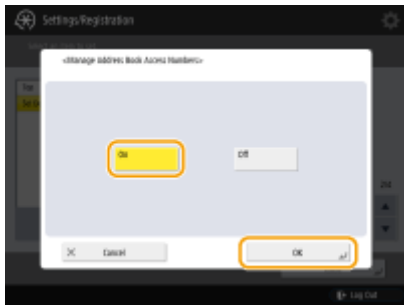 Settings/Registration
<Manage Address Book Access Numbers>
On
Off
Cancel
OK
Log Out